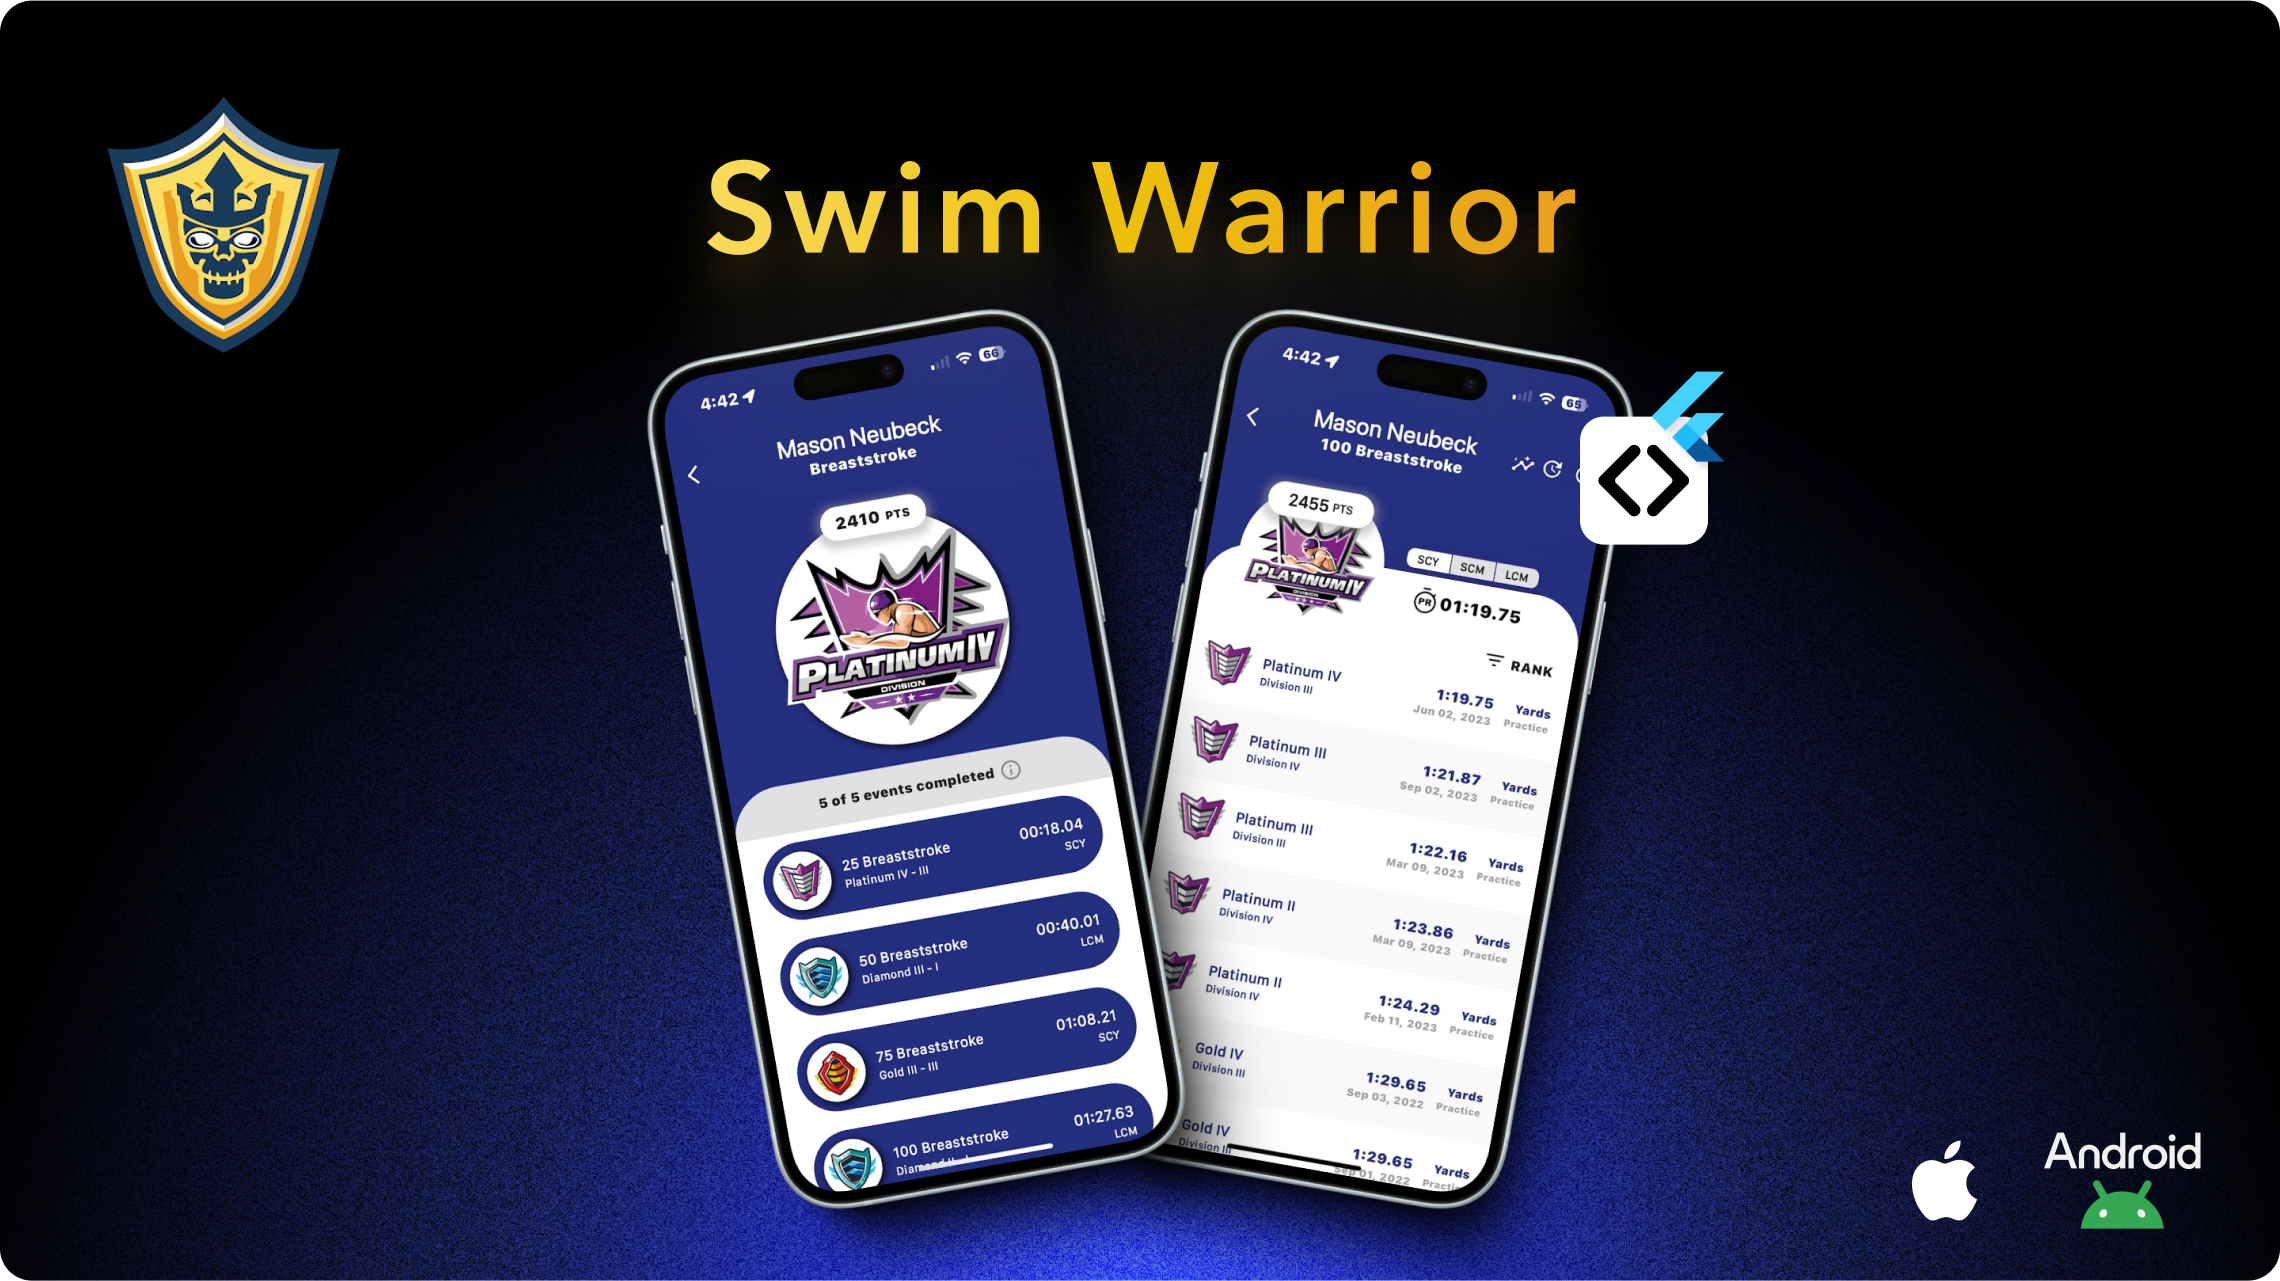 Swim Warrior
4:42
66
Mason Neubeck
Breaststroke
2410 PTS
PLATINUM IV
DIVISION
5 of 5 events completed
25 Breaststroke
Platinum IV - III
00:18.04
SCY
50 Breaststroke
Diamond III - I
00:40.01
LCM
75 Breaststroke
Gold III - III
01:08.21
SCY
100 Breaststroke
01:27.63
LCM
4:42
65
Mason Neubeck
100 Breaststroke
2455 PTS
PLATINUM IV
DIVISION
SCY SCM LCM
PR 01:19.75
RANK
Platinum IV
Division III
1:19.75 Yards
Jun 02, 2023 Practice
Platinum III
Division IV
1:21.87 Yards
Sep 02, 2023 Practice
Platinum III
Division III
1:22.16 Yards
Mar 09, 2023 Practice
Platinum II
Division IV
1:23.86 Yards
Mar 09, 2023 Practice
Platinum II
Division IV
1:24.29 Yards
Feb 11, 2023 Practice
Gold IV
Division III
1:29.65 Yards
Sep 03, 2022 Practice
Gold IV
Division
1:29.65 Yards
Sep 01, 2022
Android